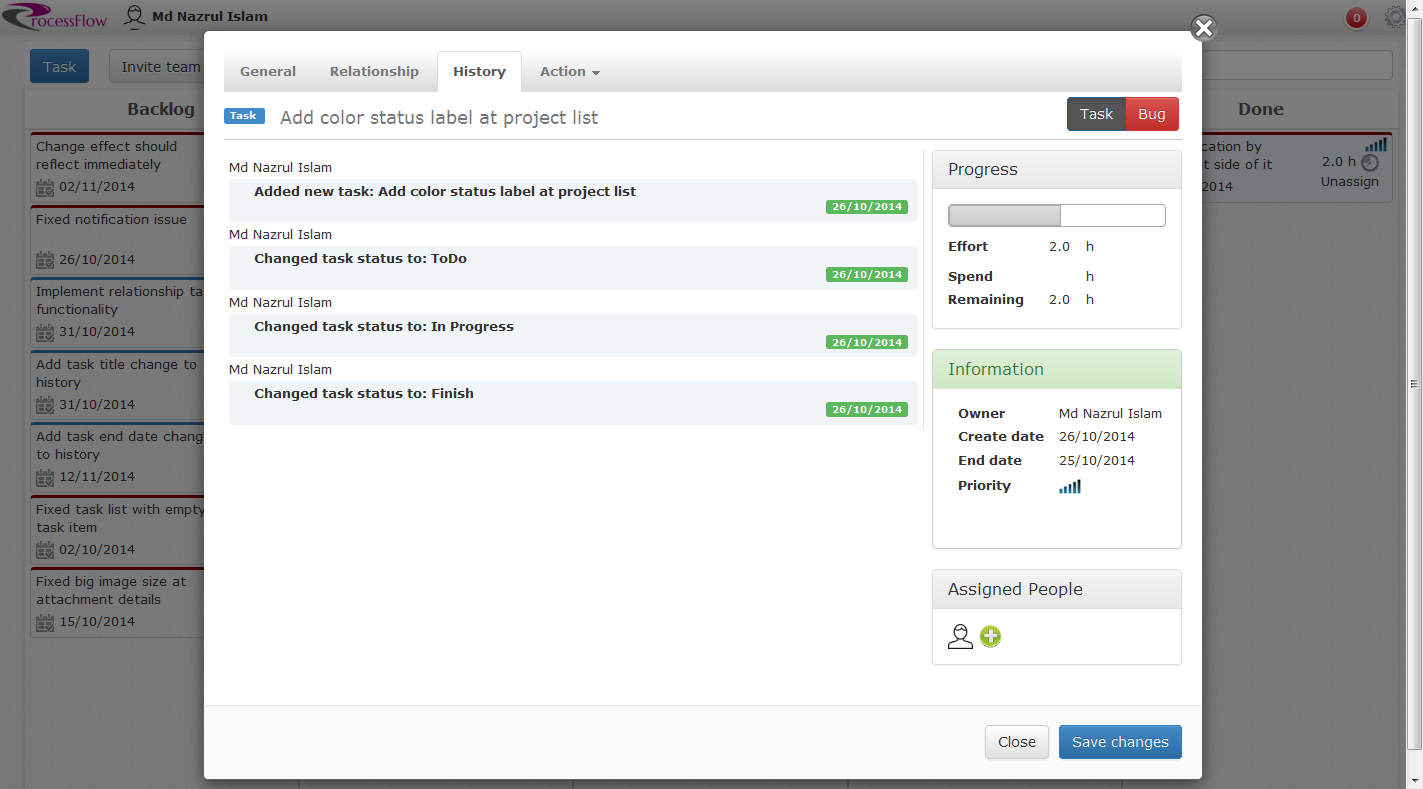 rocessFlow
Md Nazrul Islam
0
Task
Invite team
Backlog
Change effect should
reflect immediately
02/11/2014
Fixed notification issue
26/10/2014
Implement relationship
functionality
31/10/2014
Add task title change to
history
31/10/2014
Add task end date
to history
12/11/2014
Fixed task list with empty
task item
02/10/2014
Fixed big image size at
attachment details
15/10/2014
General
Relationship
History
Action
Task
Add color status label at project list
Task
Bug
Md Nazrul Islam
Added new task: Add color status label at project list
26/10/2014
Md Nazrul Islam
Changed task status to: ToDo
26/10/2014
Md Nazrul Islam
Changed task status to: In Progress
26/10/2014
Md Nazrul Islam
Changed task status to: Finish
26/10/2014
Progress
Effort 2.0 h
Spend h
Remaining 2.0 h
Information
Owner Md Nazrul Islam
Create date 26/10/2014
End date 25/10/2014
Priority
Assigned People
Close
Save changes
Done
by
side of it
2.0 h
Unassign